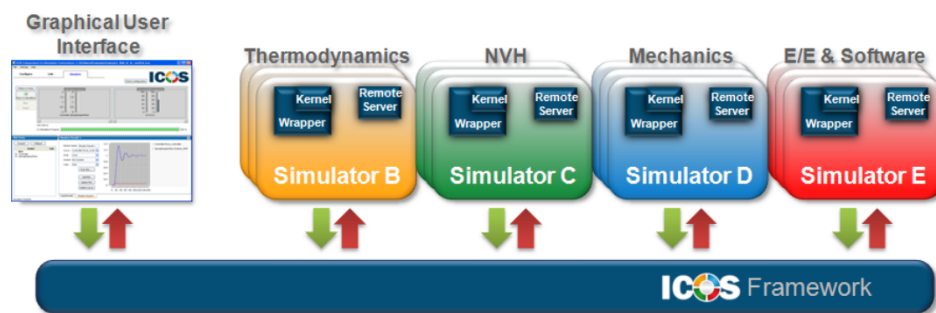 Graphical User
Interface
ICOS
Thermodynamics
Kernel
Wrapper
Remote
Server
Simulator B
NVH
Kernel
Wrapper
Remote
Server
Simulator C
Mechanics
Kernel
Wrapper
Remote
Server
Simulator D
E/E & Software
Kernel
Wrapper
Remote
Server
Simulator E
ICOS Framework